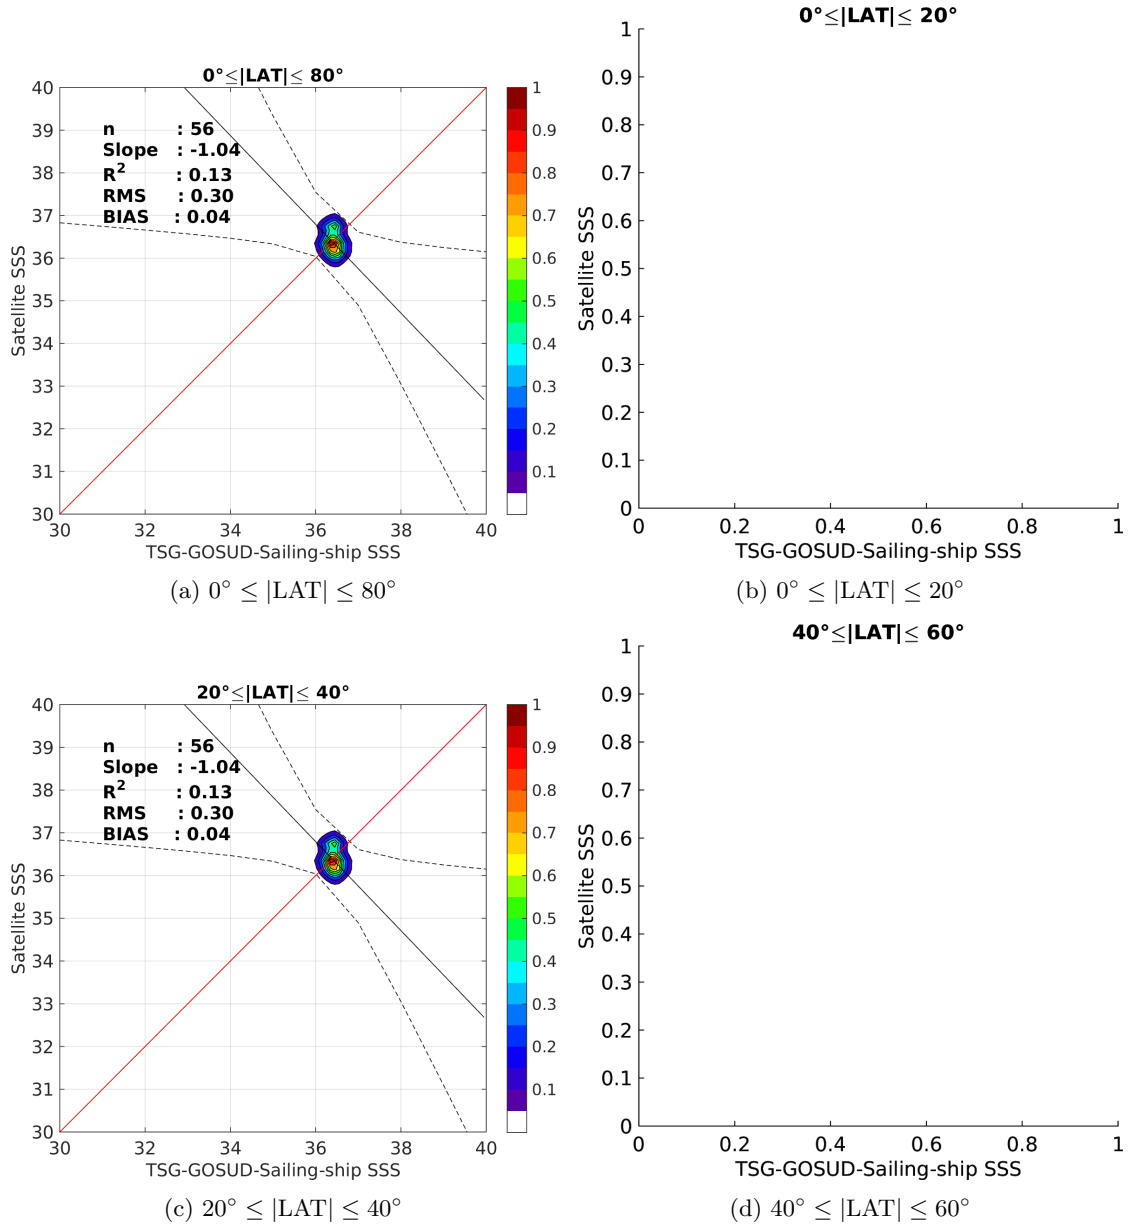 0°≤|LAT|≤ 80°
40
39
38
37
36
35
34
33
32
31
30
Satellite SSS
n : 56
Slope : -1.04
R² : 0.13
RMS : 0.30
BIAS : 0.04
30 32 34 36 38 40
TSG-GOSUD-Sailing-ship SSS
1
0.9
0.8
0.7
0.6
0.5
0.4
0.3
0.2
0.1
(a) 0° ≤ |LAT| ≤ 80°
0°≤|LAT|≤ 20°
1
0.9
0.8
0.7
0.6
0.5
0.4
0.3
0.2
0.1
0
Satellite SSS
0 0.2 0.4 0.6 0.8 1
TSG-GOSUD-Sailing-ship SSS
(b) 0° ≤ |LAT| ≤ 20°
20°≤|LAT|≤ 40°
40
39
38
37
36
35
34
33
32
31
30
Satellite SSS
n : 56
Slope : -1.04
R² : 0.13
RMS : 0.30
BIAS : 0.04
30 32 34 36 38 40
TSG-GOSUD-Sailing-ship SSS
1
0.9
0.8
0.7
0.6
0.5
0.4
0.3
0.2
0.1
(c) 20° ≤ |LAT| ≤ 40°
40°≤|LAT|≤ 60°
1
0.9
0.8
0.7
0.6
0.5
0.4
0.3
0.2
0.1
0
Satellite SSS
0 0.2 0.4 0.6 0.8 1
TSG-GOSUD-Sailing-ship SSS
(d) 40° ≤ |LAT| ≤ 60°